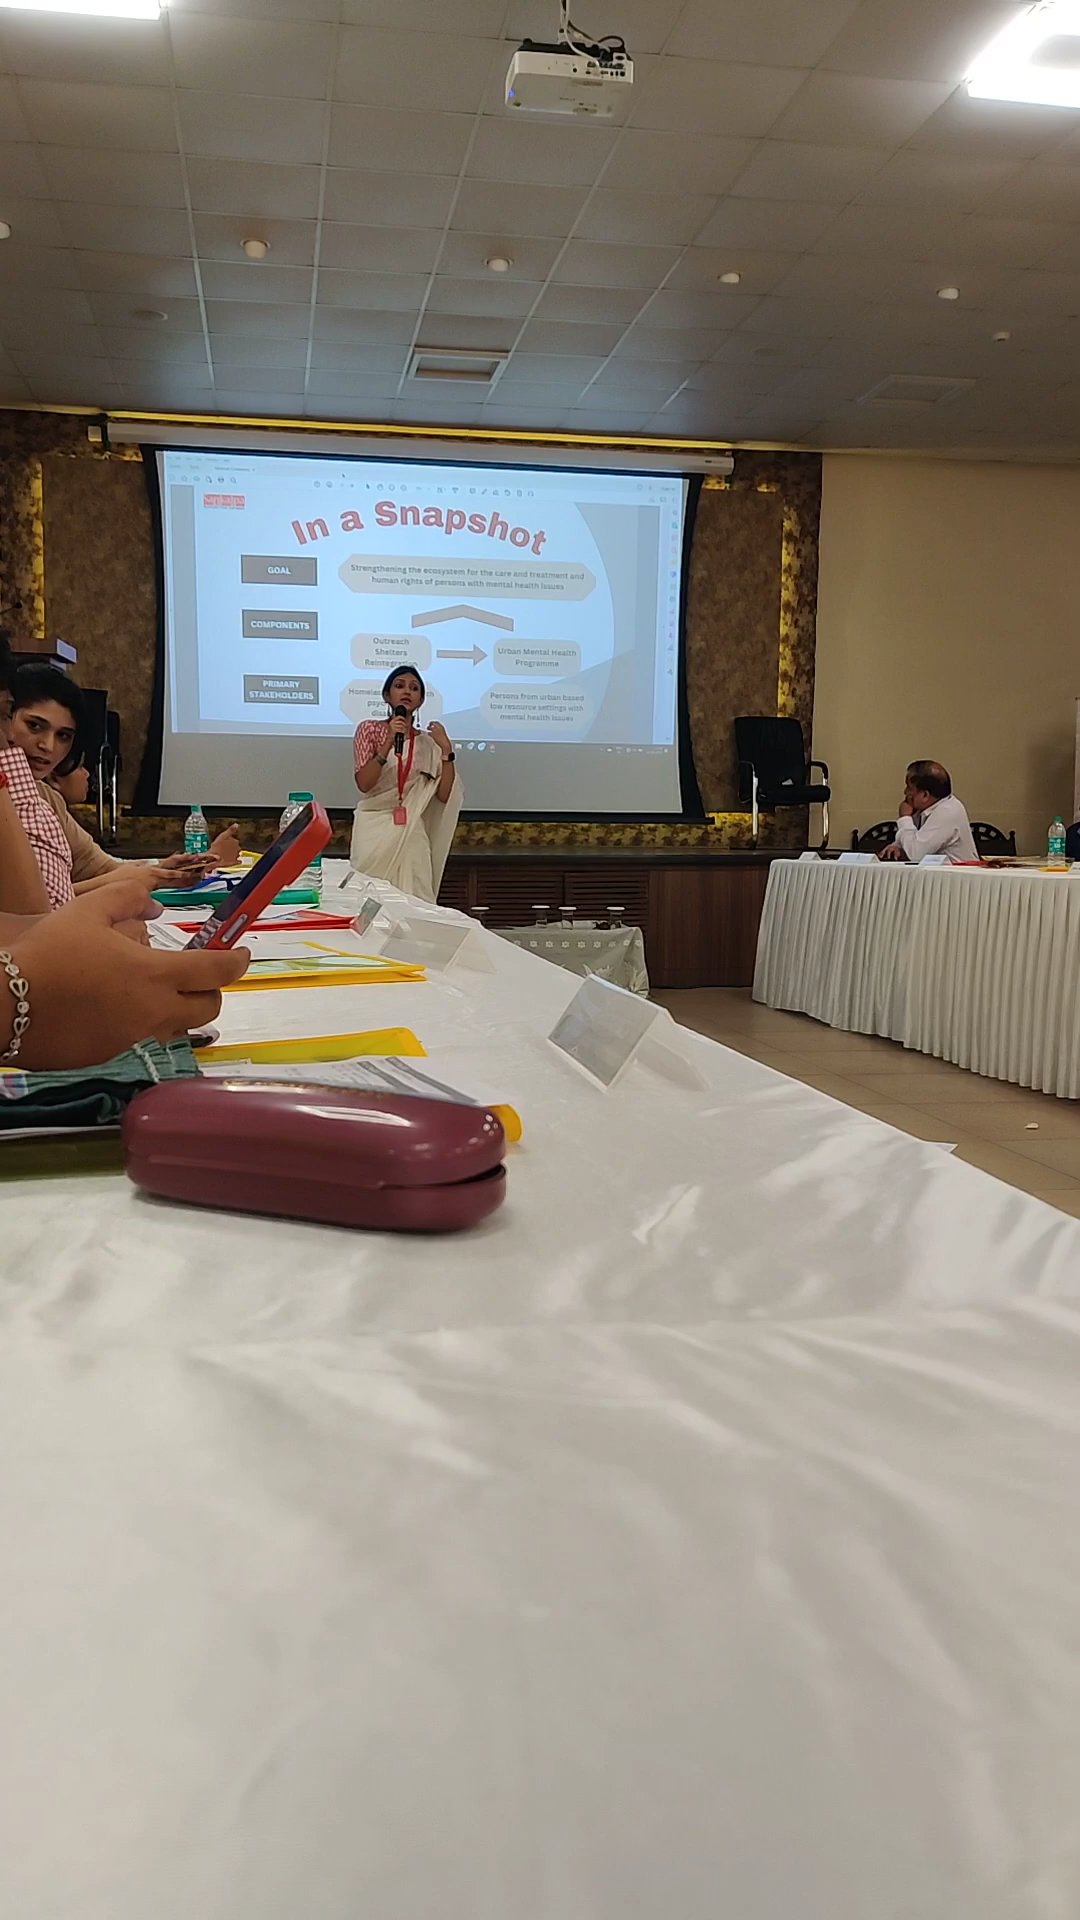 Sankalpa
In a Snapshot
GOAL
Strengthening the ecosystem for the care and treatment and
human rights of persons with mental health issues
COMPONENTS
Outreach
Shelters
Reintegration
Urban Mental Health
Programme
PRIMARY
STAKEHOLDERS
Persons from urban based
low resource settings with
mental health issues